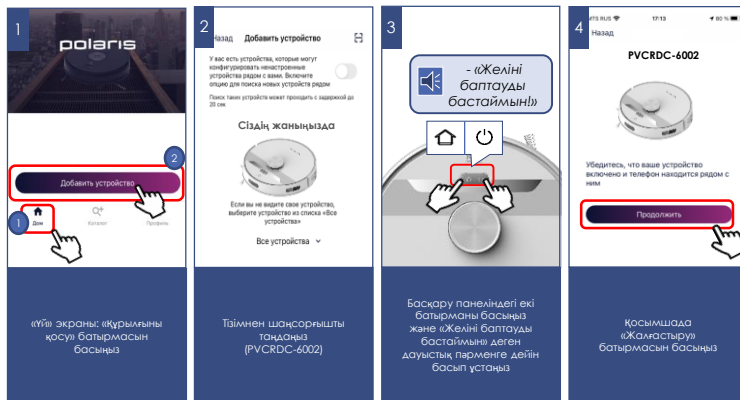 1
polaris
2
Добавить устройство
1
Дом
Каталог
Профиль
«Үй» экраны: «Құрылғыны
қосу» батырмасын
басыңыз
2
Назад
Добавить устройство
У вас есть устройства, которые могут
конфигурировать ненастроенные
устройства рядом с вами. Включите
опцию для поиска новых устройств рядом
Поиск таких устройств может проходить с задержкой до
20 сек
Сіздің жаныңызда
Если вы не видите свое устройство,
выберите устройство из списка «Все
устройства»
Все устройства
Тізімнен шаңсорғышты
таңдаңыз
(PVCRDC-6002)
3
- «Желіні
баптауды
бастаймын!»
Басқару панеліндегі екі
батырманы басыңыз
және «Желіні баптауды
бастаймын» деген
дауыстық пәрменге дейін
басып ұстаңыз
4
MTS RUS
17:13
80 %
Назад
PVCRDC-6002
Убедитесь, что ваше устройство
включено и телефон находится рядом с
ним
Продолжить
Қосымшада
«Жалғастыру»
батырмасын басыңыз